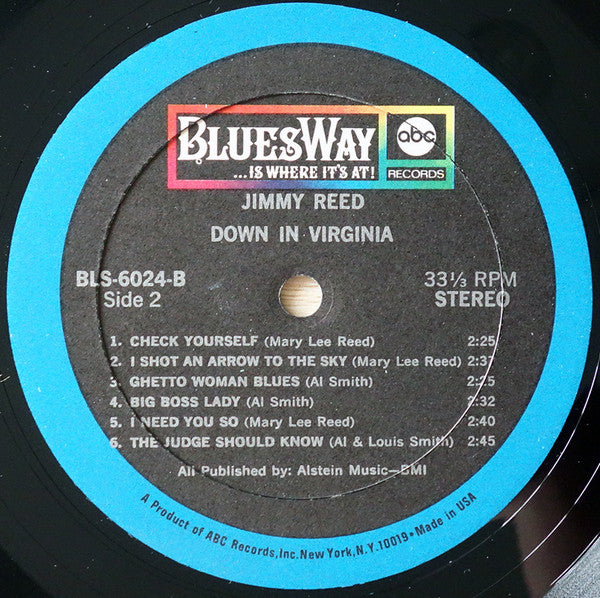 BLUESWAY
...IS WHERE IT'S AT!
abc
RECORDS
JIMMY REED
DOWN IN VIRGINIA
BLS-6024-B
Side 2
33⅓ RPM
STEREO
1. CHECK YOURSELF (Mary Lee Reed) 2:25
2. I SHOT AN ARROW TO THE SKY (Mary Lee Reed) 2:37
3. GHETTO WOMAN BLUES (Al Smith) 2:25
4. BIG BOSS LADY (Al Smith) 2:32
5. I NEED YOU SO (Mary Lee Reed) 2:40
6. THE JUDGE SHOULD KNOW (Al & Louis Smith) 2:45
All Published by: Alstein Music—BMI
A Product of ABC Records, Inc. New York, N.Y. 10019 • Made in USA